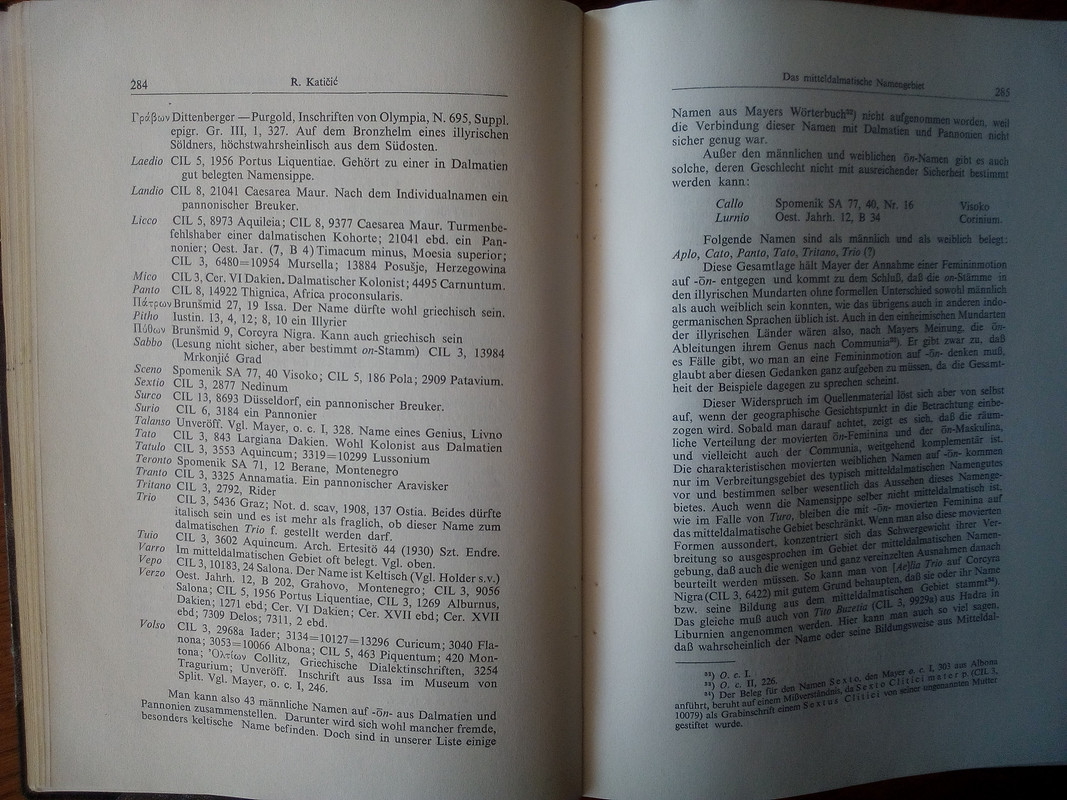 284
R. Katičić
Γράβων Dittenberger — Purgold, Inschriften von Olympia, N. 695, Suppl.
epigr. Gr. III, 1, 327. Auf dem Bronzhelm eines illyrischen
Söldners, höchstwahrsheinlich aus dem Südosten.
Laedio CIL 5, 1956 Portus Liquentiae. Gehört zu einer in Dalmatien
gut belegten Namensippe.
Landio CIL 8, 21041 Caesarea Maur. Nach dem Individualnamen ein
pannonischer Breuker.
Licco CIL 5, 8973 Aquileia; CIL 8, 9377 Caesarea Maur. Turmenbe-
fehlshaber einer dalmatischen Kohorte; 21041 ebd. ein Pan-
nonier; Oest. Jar. (7, B 4) Timacum minus, Moesia superior;
CIL 3, 6480=10954 Mursella; 13884 Posušje, Herzegowina
Mico CIL 3, Cer. VI Dakien. Dalmatischer Kolonist; 4495 Carnuntum.
Panto CIL 8, 14922 Thignica, Africa proconsularis.
Πάτρων Brunšmid 27, 19 Issa. Der Name dürfte wohl griechisch sein.
Pitho Iustin. 13, 4, 12; 8, 10 ein Illyrier
Πύθων Brunšmid 9, Corcyra Nigra. Kann auch griechisch sein
Sabbo (Lesung nicht sicher, aber bestimmt on-Stamm) CIL 3, 13984
Mrkonjić Grad
Sceno Spomenik SA 77, 40 Visoko; CIL 5, 186 Pola; 2909 Patavium.
Sextio CIL 3, 2877 Nedinum
Surco CIL 13, 8693 Düsseldorf, ein pannonischer Breuker.
Surio CIL 6, 3184 ein Pannonier
Talanso Unveröff. Vgl. Mayer, o. c. I, 328. Name eines Genius, Livno
Tato CIL 3, 843 Largiana Dakien. Wohl Kolonist aus Dalmatien
Tatulo CIL 3, 3553 Aquincum; 3319=10299 Lussonium
Teronto Spomenik SA 71, 12 Berane, Montenegro
Tranto CIL 3, 3325 Annamatia. Ein pannonischer Aravisker
Tritano CIL 3, 2792, Rider
Trio CIL 3, 5436 Graz; Not. d. scav, 1908, 137 Ostia. Beides dürfte
italisch sein und es ist mehr als fraglich, ob dieser Name zum
dalmatischen Trio f. gestellt werden darf.
Tuio CIL 3, 3602 Aquincum. Arch. Ertesitö 44 (1930) Szt. Endre.
Varro Im mitteldalmatischen Gebiet oft belegt. Vgl. oben.
Vepo CIL 3, 10183, 24 Salona. Der Name ist Keltisch (Vgl. Holder s.v.)
Verzo Oest. Jahrh. 12, B 202, Grahovo, Montenegro; CIL 3, 9056
Salona; CIL 5, 1956 Portus Liquentiae, CIL 3, 1269 Alburnus,
Dakien; 1271 ebd; Cer. VI Dakien; Cer. XVII ebd; Cer. XVII
ebd; 7309 Delos; 7311, 2 ebd.
Volso CIL 3, 2968a Iader; 3134=10127=13296 Curicum; 3040 Fla-
nona; 3053=10066 Albona; CIL 5, 463 Piquentum; 420 Mon-
tona; Ὀλτίων Collitz, Griechische Dialektinschriften, 3254
Tragurium; Unveröff. Inschrift aus Issa im Museum von
Split. Vgl. Mayer, o. c. I, 246.
Man kann also 43 männliche Namen auf -ōn- aus Dalmatien und
Pannonien zusammenstellen. Darunter wird sich wohl mancher fremde,
besonders keltische Name befinden. Doch sind in unserer Liste einige
Das mitteldalmatische Namengebiet
285
Namen aus Mayers Wörterbuch³²) nicht aufgenommen worden, weil
die Verbindung dieser Namen mit Dalmatien und Pannonien nicht
sicher genug war.
Außer den männlichen und weiblichen ōn-Namen gibt es auch
solche, deren Geschlecht nicht mit ausreichender Sicherheit bestimmt
werden kann:
Callo Spomenik SA 77, 40, Nr. 16 Visoko
Lurnio Oest. Jahrh. 12, B 34 Corinium.
Folgende Namen sind als männlich und als weiblich belegt:
Aplo, Cato, Panto, Tato, Tritano, Trio (?)
Diese Gesamtlage hält Mayer der Annahme einer Femininmotion
auf -ōn- entgegen und kommt zu dem Schluß, daß die on-Stämme in
den illyrischen Mundarten ohne formellen Unterschied sowohl männlich
als auch weiblich sein konnten, wie das übrigens auch in anderen indo-
germanischen Sprachen üblich ist. Auch in den einheimischen Mundarten
der illyrischen Länder wären also, nach Mayers Meinung, die ōn-
Ableitungen ihrem Genus nach Communia³³). Er gibt zwar zu, daß
es Fälle gibt, wo man an eine Femininmotion auf -ōn- denken muß,
glaubt aber diesen Gedanken ganz aufgeben zu müssen, da die Gesamt-
heit der Beispiele dagegen zu sprechen scheint.
Dieser Widerspruch im Quellenmaterial löst sich aber von selbst
auf, wenn der geographische Gesichtspunkt in die Betrachtung einbe-
zogen wird. Sobald man darauf achtet, zeigt es sich, daß die räum-
liche Verteilung der movierten ōn-Feminina und der ōn-Maskulina,
und vielleicht auch der Communia, weitgehend komplementär ist.
Die charakteristischen movierten weiblichen Namen auf -ōn- kommen
nur im Verbreitungsgebiet des typisch mitteldalmatischen Namengutes
vor und bestimmen selber wesentlich das Aussehen dieses Namenge-
bietes. Auch wenn die Namensippe selber nicht mitteldalmatisch ist,
wie im Falle von Turo, bleiben die mit -ōn- movierten Feminina auf
das mitteldalmatische Gebiet beschränkt. Wenn man also diese movierten
Formen aussondert, konzentriert sich das Schwergewicht ihrer Ver-
breitung so ausgesprochen im Gebiet der mitteldalmatischen Namen-
gebung, daß auch die wenigen und ganz vereinzelten Ausnahmen danach
beurteilt werden müssen. So kann man von [Ae]lia Trio auf Corcyra
Nigra (CIL 3, 6422) mit gutem Grund behaupten, daß sie oder ihr Name
bzw. seine Bildung aus dem mitteldalmatischen Gebiet stammt³⁴).
Das gleiche muß auch von Tito Bucetia (CIL 3, 9929a) aus Hadra in
Liburnien angenommen werden. Hier kann man auch so viel sagen,
daß wahrscheinlich der Name oder seine Bildungsweise aus Mitteldal-
³²) O. c. I.
³³) O. c. II, 226.
³⁴) Der Beleg für den Namen Sexto, den Mayer o. c. I, 303 aus Albona
anführt, beruht auf einem Mißverständnis, da Sexto Clitici meter p (CIL 3,
10079) als Grabinschrift einem Sextus Clitici von seiner ungenannten Mutter
gestiftet wurde.